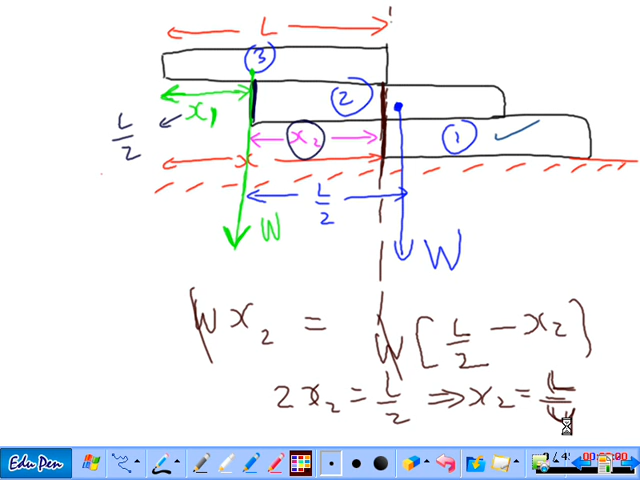 L
3
x₁
2
L/2
x₂
1
x
L/2
W
W
W x₂ = W [ L/2 - x₂ ]
2x₂ = L/2 ⇒ x₂ = L/4
Edu Pen